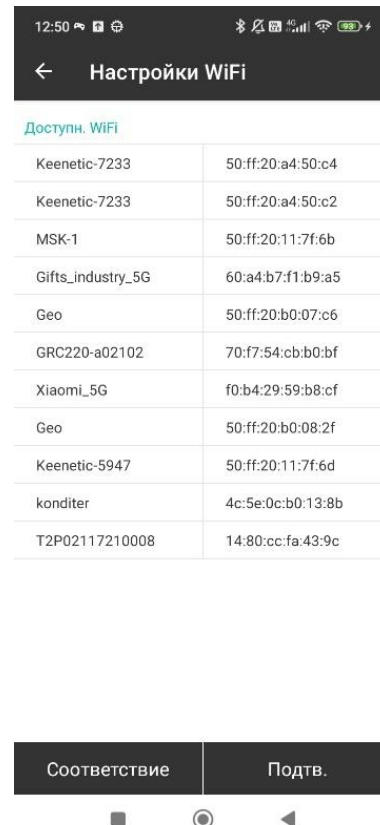 12:50 4G 93
Настройки WiFi
Доступн. WiFi
Keenetic-7233 50:ff:20:a4:50:c4
Keenetic-7233 50:ff:20:a4:50:c2
MSK-1 50:ff:20:11:7f:6b
Gifts_industry_5G 60:a4:b7:f1:b9:a5
Geo 50:ff:20:b0:07:c6
GRC220-a02102 70:f7:54:cb:b0:bf
Xiaomi_5G f0:b4:29:59:b8:cf
Geo 50:ff:20:b0:08:2f
Keenetic-5947 50:ff:20:11:7f:6d
konditer 4c:5e:0c:b0:13:8b
T2P02117210008 14:80:cc:fa:43:9c
Соответствие Подтв.